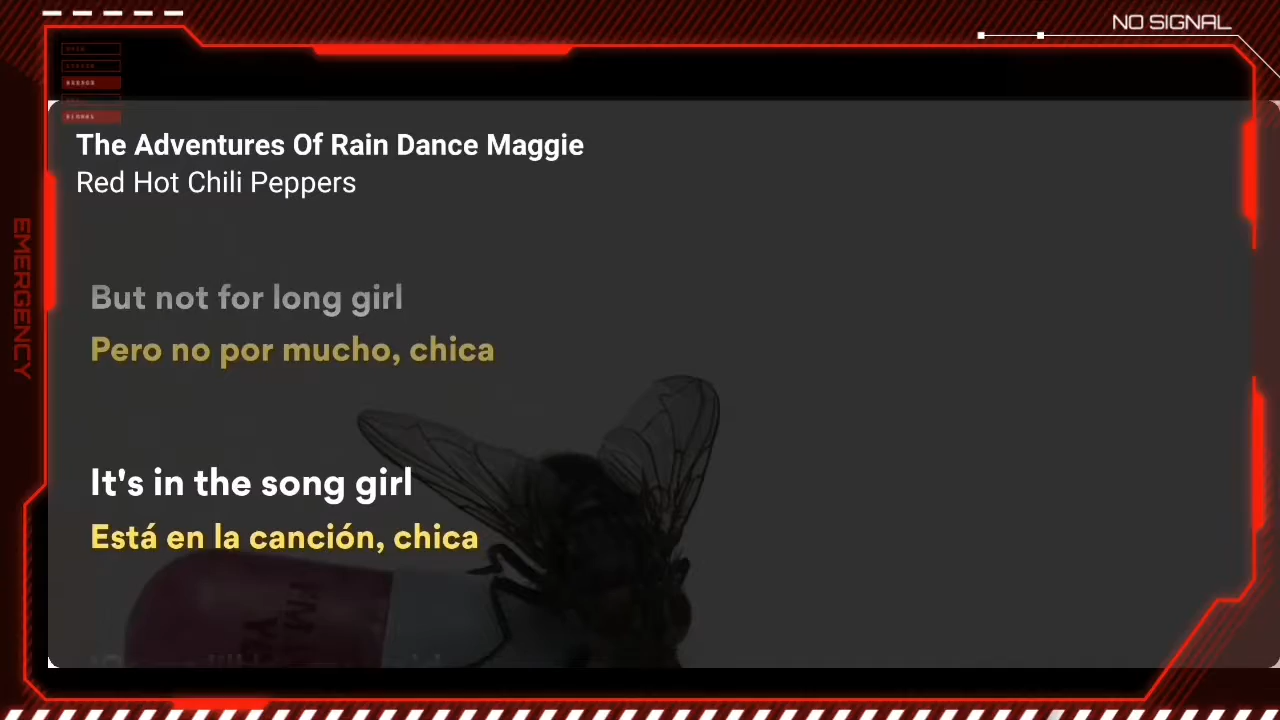 NO SIGNAL
EMERGENCY
The Adventures Of Rain Dance Maggie
Red Hot Chili Peppers
But not for long girl
Pero no por mucho, chica
It's in the song girl
Está en la canción, chica
I'M